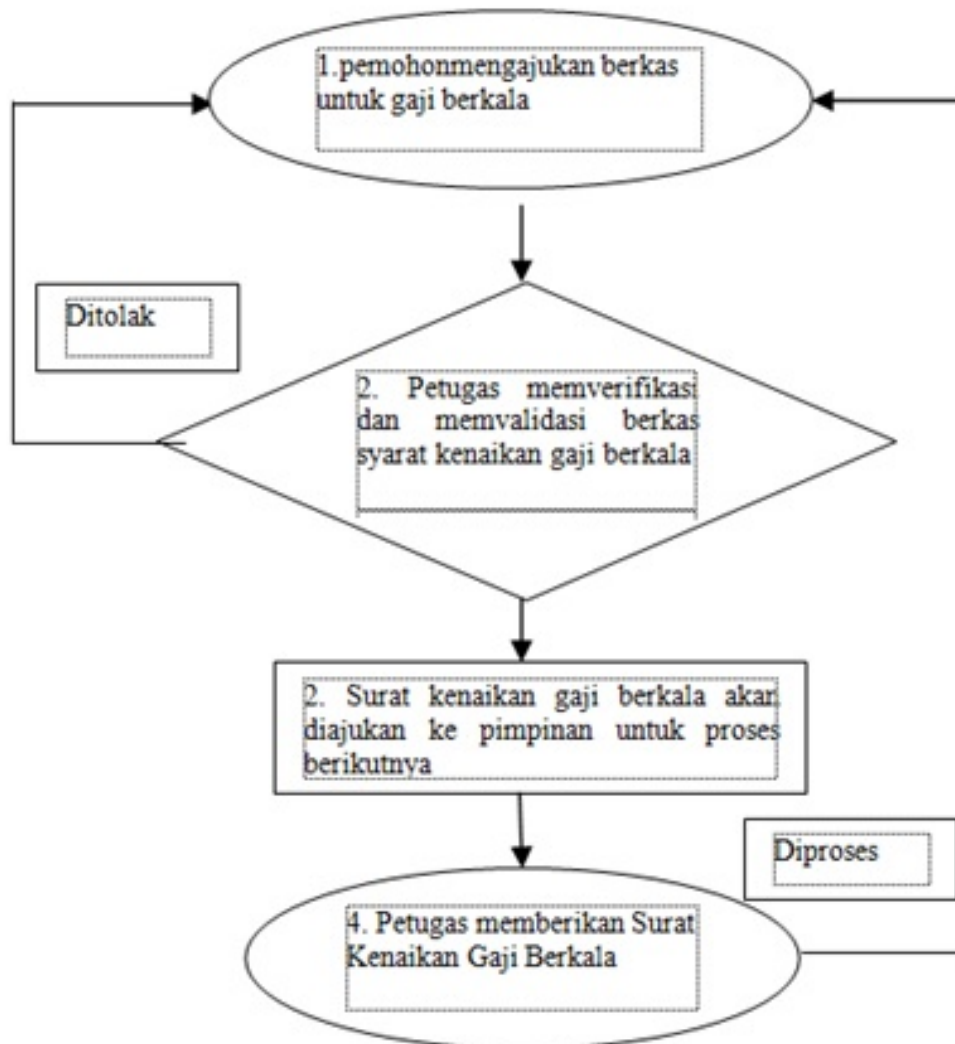 1.pemohonmengajukan berkas
untuk gaji berkala
Ditolak
2. Petugas memverifikasi
dan memvalidasi berkas
syarat kenaikan gaji berkala
2. Surat kenaikan gaji berkala akan
diajukan ke pimpinan untuk proses
berikutnya
Diproses
4. Petugas memberikan Surat
Kenaikan Gaji Berkala